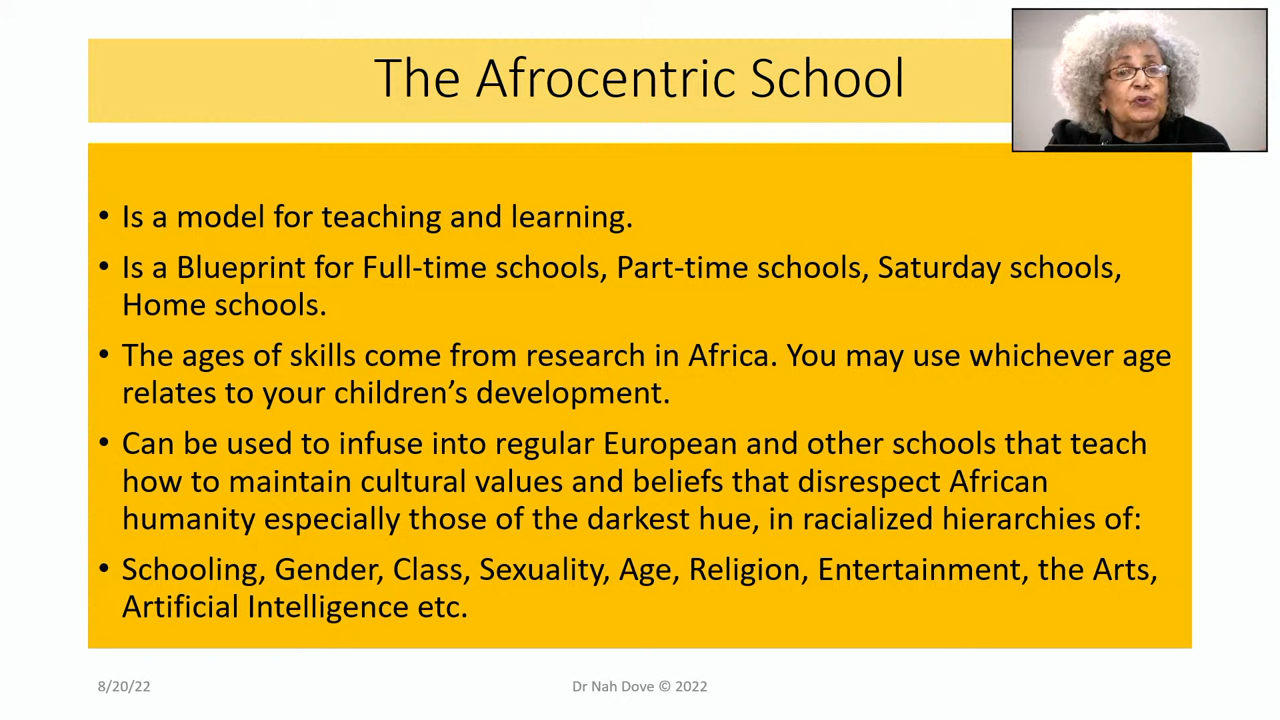 The Afrocentric School
• Is a model for teaching and learning.
• Is a Blueprint for Full-time schools, Part-time schools, Saturday schools,
Home schools.
• The ages of skills come from research in Africa. You may use whichever age
relates to your children’s development.
• Can be used to infuse into regular European and other schools that teach
how to maintain cultural values and beliefs that disrespect African
humanity especially those of the darkest hue, in racialized hierarchies of:
• Schooling, Gender, Class, Sexuality, Age, Religion, Entertainment, the Arts,
Artificial Intelligence etc.
8/20/22
Dr Nah Dove © 2022